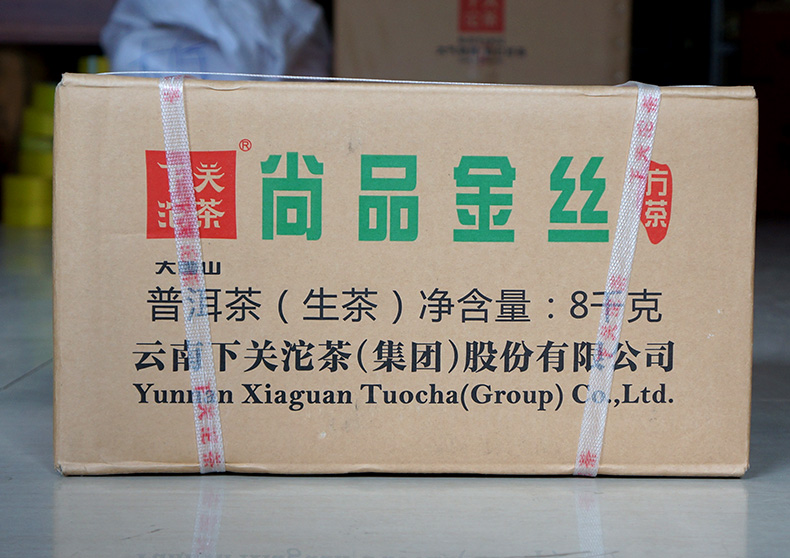 下关
沱茶
®
尚品金丝
方茶
普洱茶（生茶）净含量：8千克
云南下关沱茶(集团)股份有限公司
Yunnan Xiaguan Tuocha(Group) Co.,Ltd.